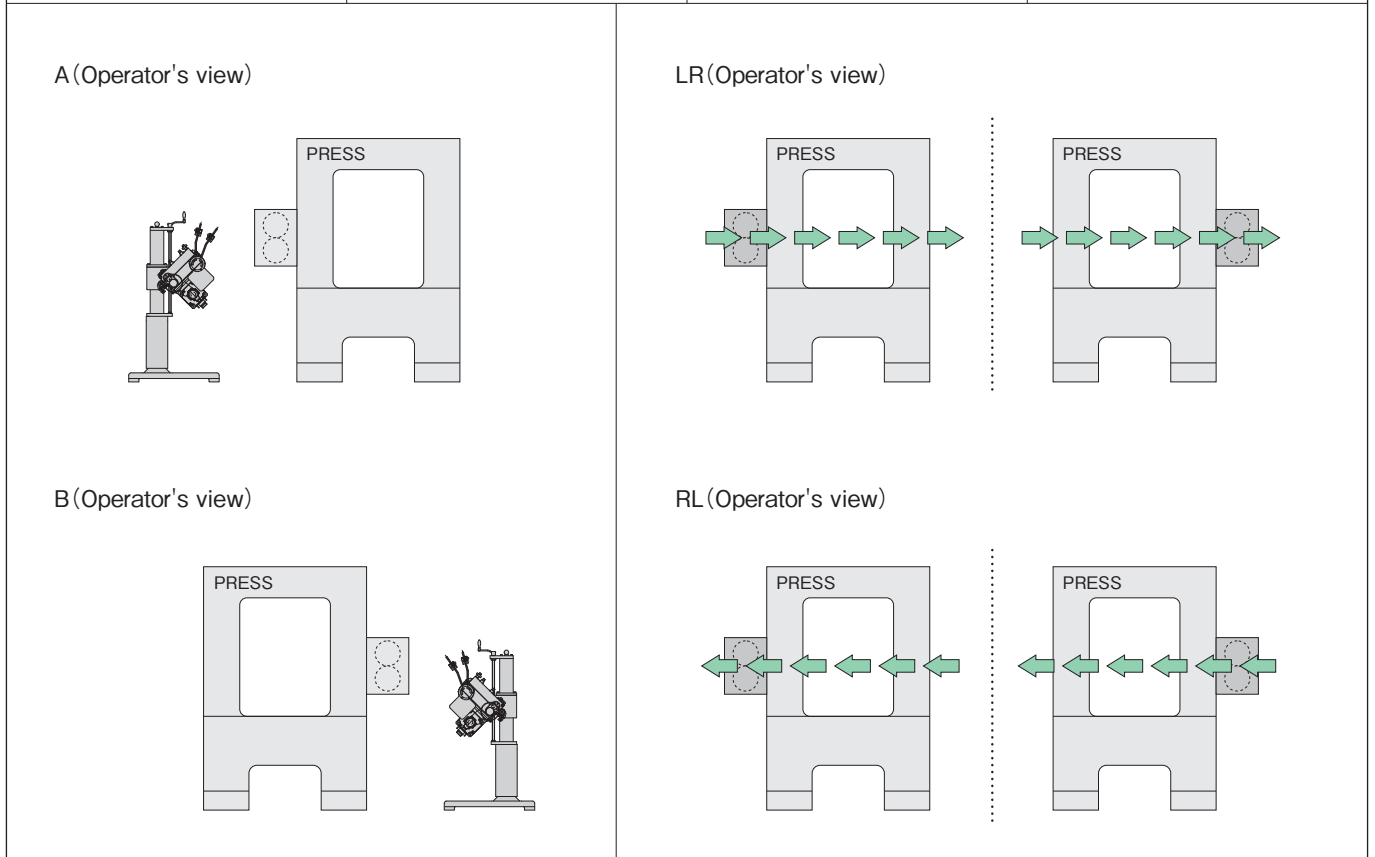 A（Operator's view）
PRESS
B（Operator's view）
PRESS
LR（Operator's view）
PRESS
PRESS
RL（Operator's view）
PRESS
PRESS